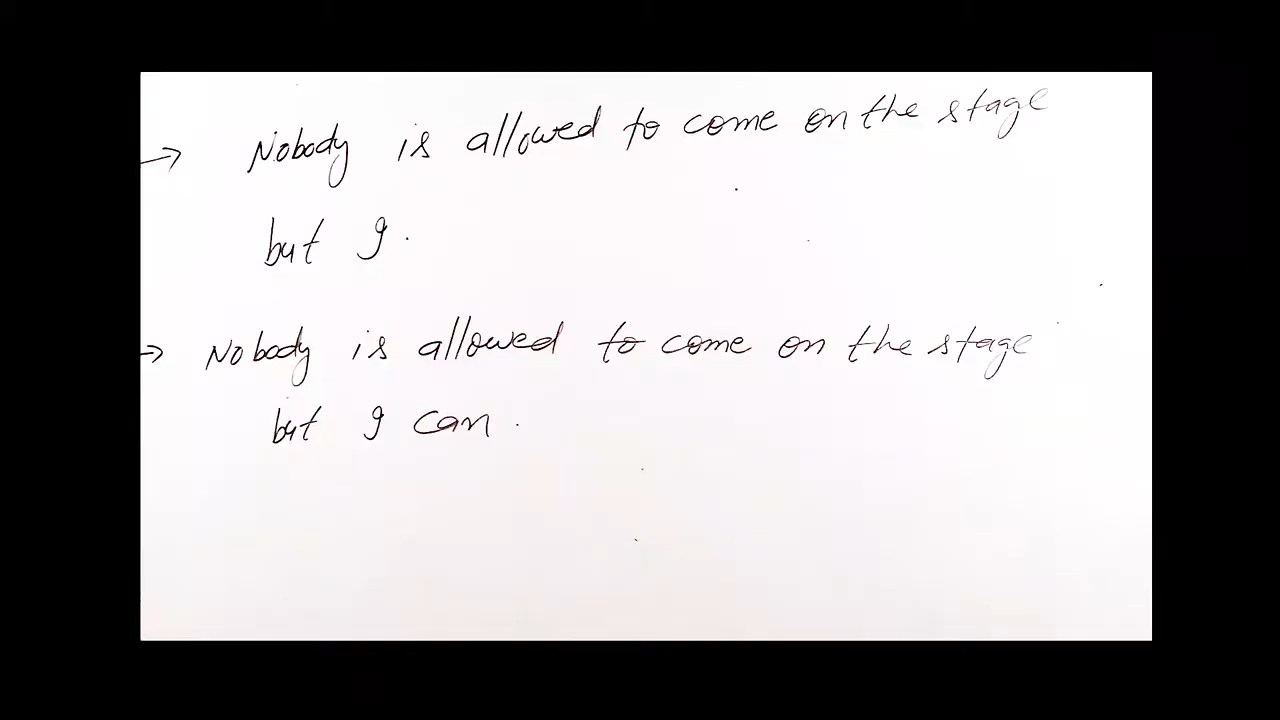 → Nobody is allowed to come on the stage
but I.
→ Nobody is allowed to come on the stage
but I can.